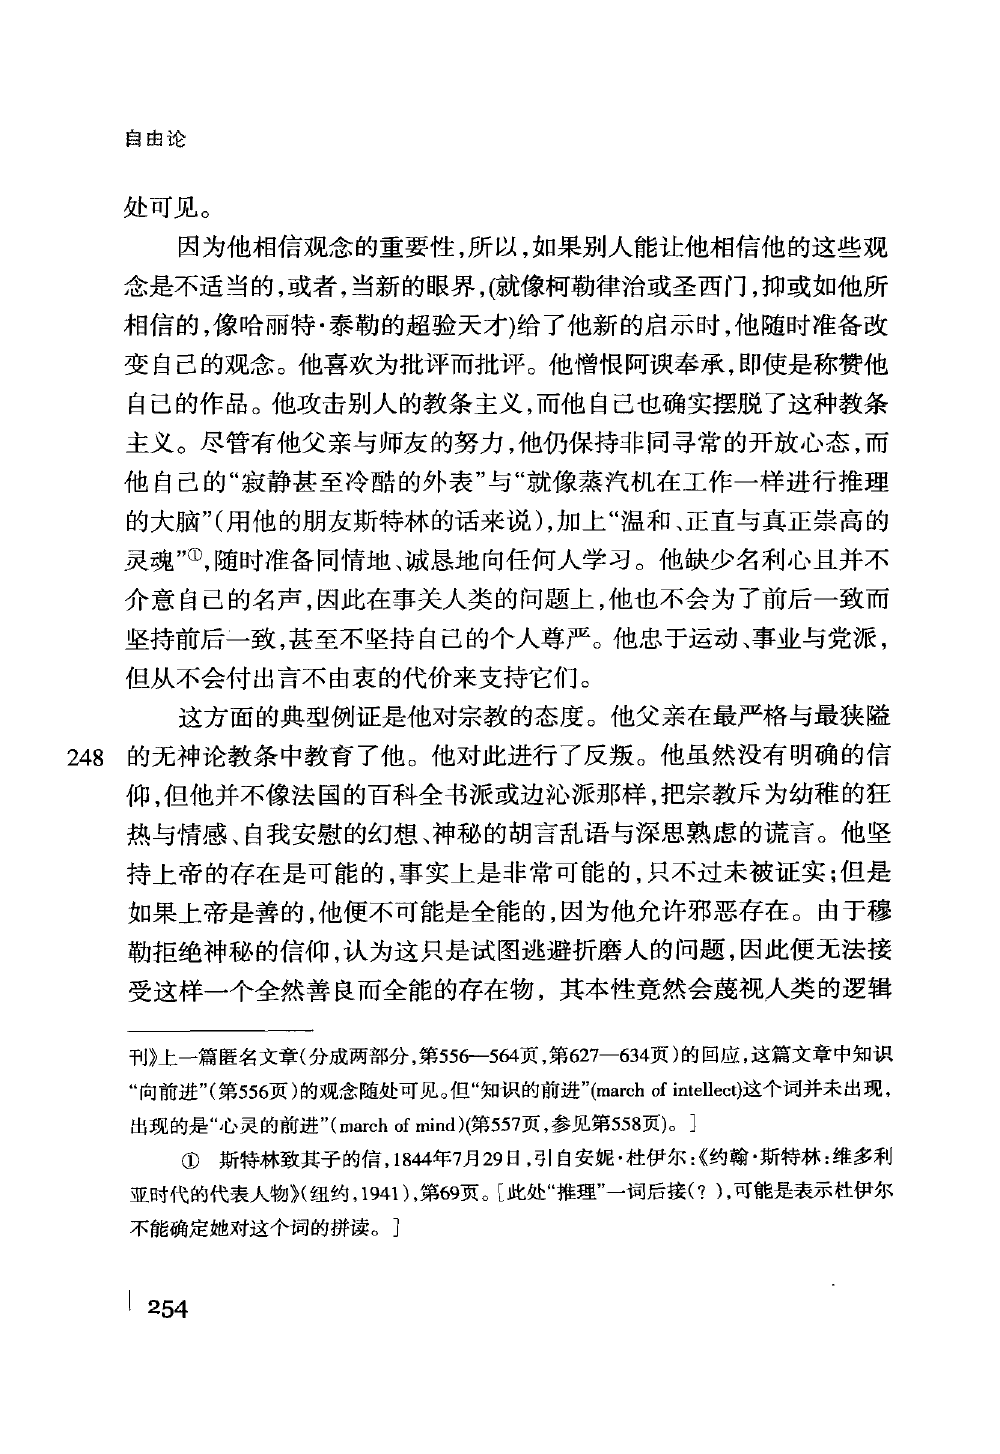 自由论
处可见。
因为他相信观念的重要性,所以,如果别人能让他相信他的这些观
念是不适当的,或者,当新的眼界,(就像柯勒律治或圣西门,抑或如他所
相信的,像哈丽特·泰勒的超验天才)给了他新的启示时,他随时准备改
变自己的观念。他喜欢为批评而批评。他憎恨阿谀奉承,即使是称赞他
自己的作品。他攻击别人的教条主义,而他自己也确实摆脱了这种教条
主义。尽管有他父亲与师友的努力,他仍保持非同寻常的开放心态,而
他自己的“寂静甚至冷酷的外表”与“就像蒸汽机在工作一样进行推理
的大脑”(用他的朋友斯特林的话来说),加上“温和、正直与真正崇高的
灵魂”①,随时准备同情地、诚恳地向任何人学习。他缺少名利心且并不
介意自己的名声,因此在事关人类的问题上,他也不会为了前后一致而
坚持前后一致,甚至不坚持自己的个人尊严。他忠于运动、事业与党派,
但从不会付出言不由衷的代价来支持它们。
这方面的典型例证是他对宗教的态度。他父亲在最严格与最狭隘
248 的无神论教条中教育了他。他对此进行了反叛。他虽然没有明确的信
仰,但他并不像法国的百科全书派或边沁派那样,把宗教斥为幼稚的狂
热与情感、自我安慰的幻想、神秘的胡言乱语与深思熟虑的谎言。他坚
持上帝的存在是可能的,事实上是非常可能的,只不过未被证实;但是
如果上帝是善的,他便不可能是全能的,因为他允许邪恶存在。由于穆
勒拒绝神秘的信仰,认为这只是试图逃避折磨人的问题,因此便无法接
受这样一个全然善良而全能的存在物,其本性竟然会蔑视人类的逻辑
刊》上一篇匿名文章(分成两部分,第556—564页,第627—634页)的回应,这篇文章中知识
“向前进”(第556页)的观念随处可见。但“知识的前进”(march of intellect)这个词并未出现,
出现的是“心灵的前进”(march of mind)(第557页,参见第558页)。]
① 斯特林致其子的信,1844年7月29日,引自安妮·杜伊尔:《约翰·斯特林:维多利
亚时代的代表人物》(纽约,1941),第69页。[此处“推理”一词后接(?),可能是表示杜伊尔
不能确定她对这个词的拼读。]
254